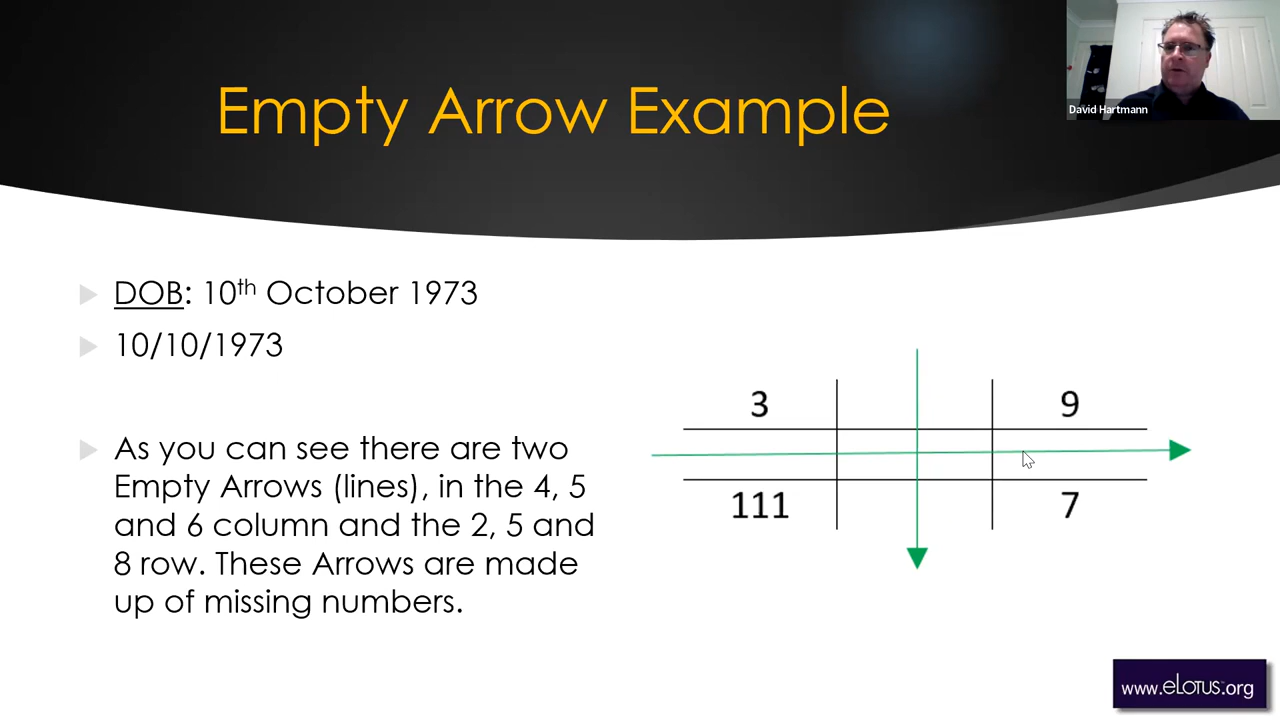 Empty Arrow Example
David Hartmann
DOB: 10th October 1973
10/10/1973
As you can see there are two
Empty Arrows (lines), in the 4, 5
and 6 column and the 2, 5 and
8 row. These Arrows are made
up of missing numbers.
3 9
111 7
www.eLotus.org